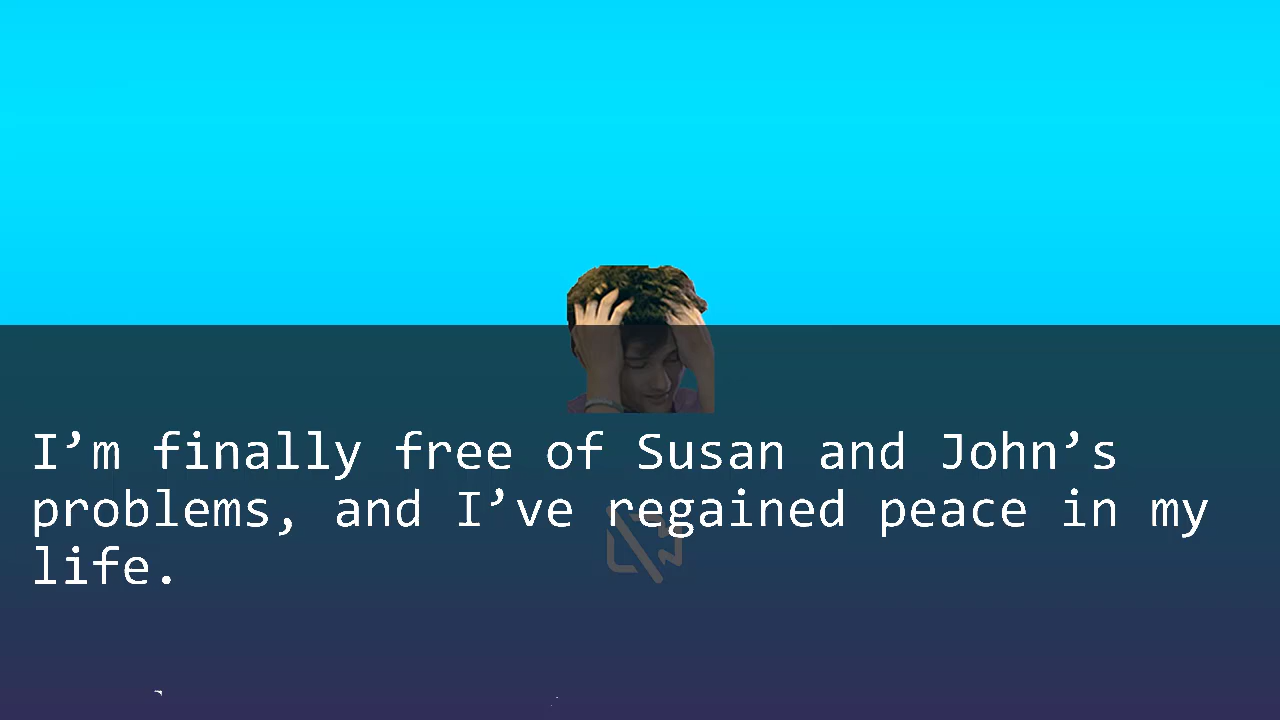 I’m finally free of Susan and John’s
problems, and I’ve regained peace in my
life.